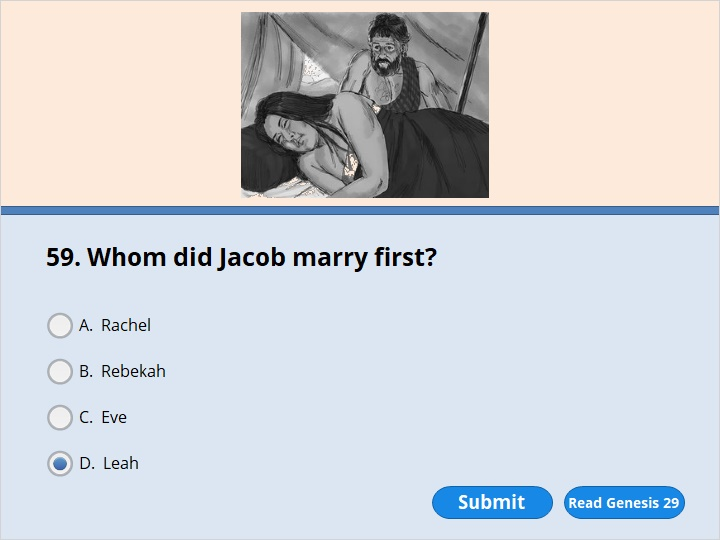 59. Whom did Jacob marry first?
A. Rachel
B. Rebekah
C. Eve
D. Leah
Submit
Read Genesis 29